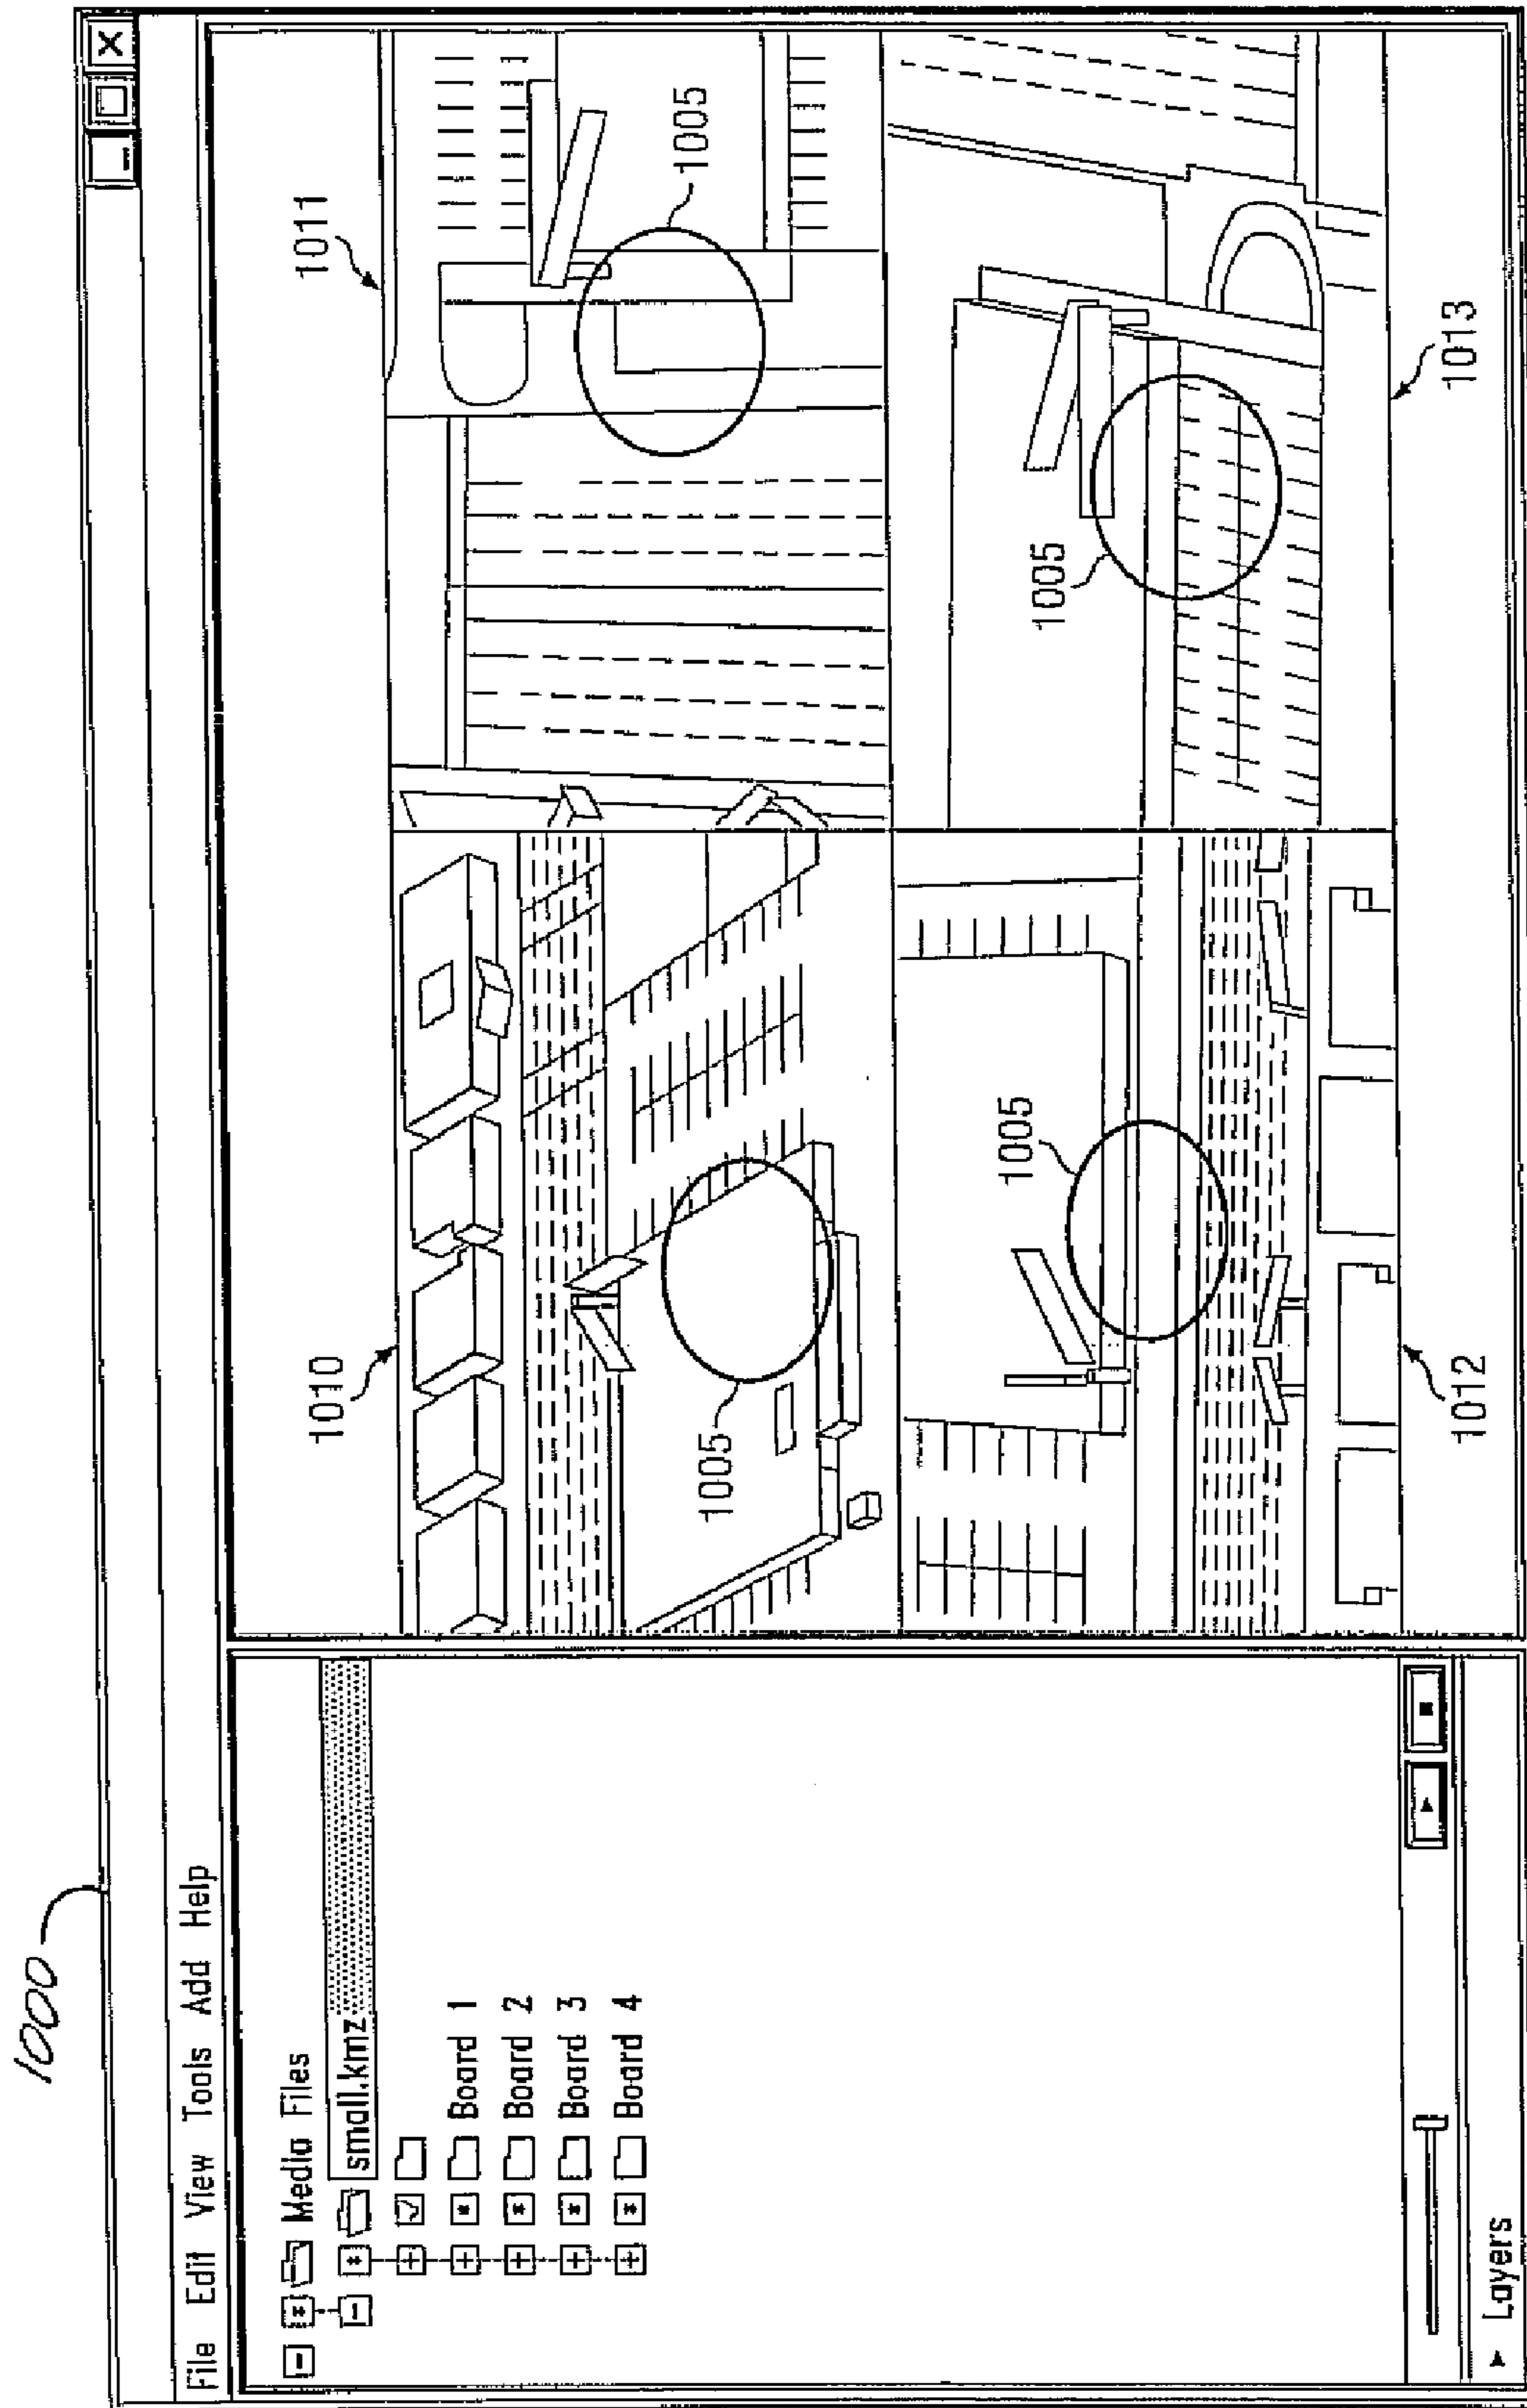 1000
File Edit View Tools Add Help
Media Files
small.kmz
Board 1
Board 2
Board 3
Board 4
Layers
1010
1011
1005
1005
1005
1005
1012
1013